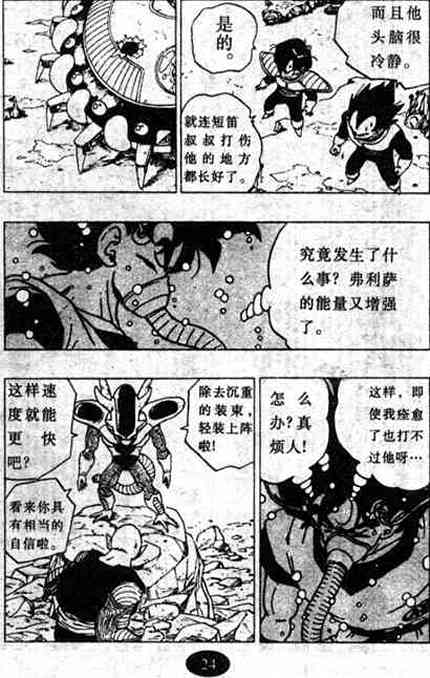 而且他
头脑很
冷静。
是
的。
就连短笛
叔叔打伤
他的地方
都长好了。
究竟发生了什
么事？弗利萨
的能量又增强
了。
这样，即
使我痊愈
了也打不
过他呀…
怎么
办？真
烦人！
除去沉重
的装束，
轻装上阵
啦！
这样速
度就能
更快
吧？
看来你具
有相当的
自信啦。
24